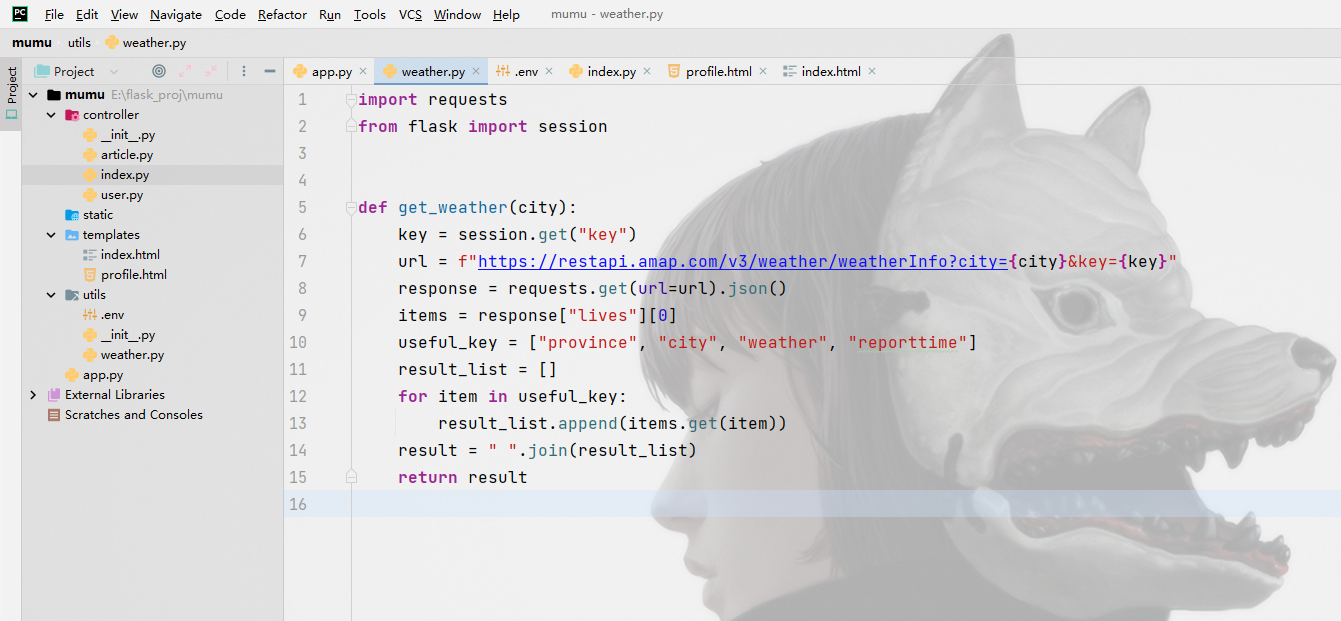 PC File Edit View Navigate Code Refactor Run Tools VCS Window Help mumu - weather.py
mumu utils weather.py
Project
Project
app.py weather.py .env index.py profile.html index.html
mumu E:\flask_proj\mumu
controller
__init__.py
article.py
index.py
user.py
static
templates
index.html
profile.html
utils
.env
__init__.py
weather.py
app.py
External Libraries
Scratches and Consoles
1 import requests
2 from flask import session
3
4
5 def get_weather(city):
6     key = session.get("key")
7     url = f"https://restapi.amap.com/v3/weather/weatherInfo?city={city}&key={key}"
8     response = requests.get(url=url).json()
9     items = response["lives"][0]
10     useful_key = ["province", "city", "weather", "reporttime"]
11     result_list = []
12     for item in useful_key:
13         result_list.append(items.get(item))
14     result = " ".join(result_list)
15     return result
16